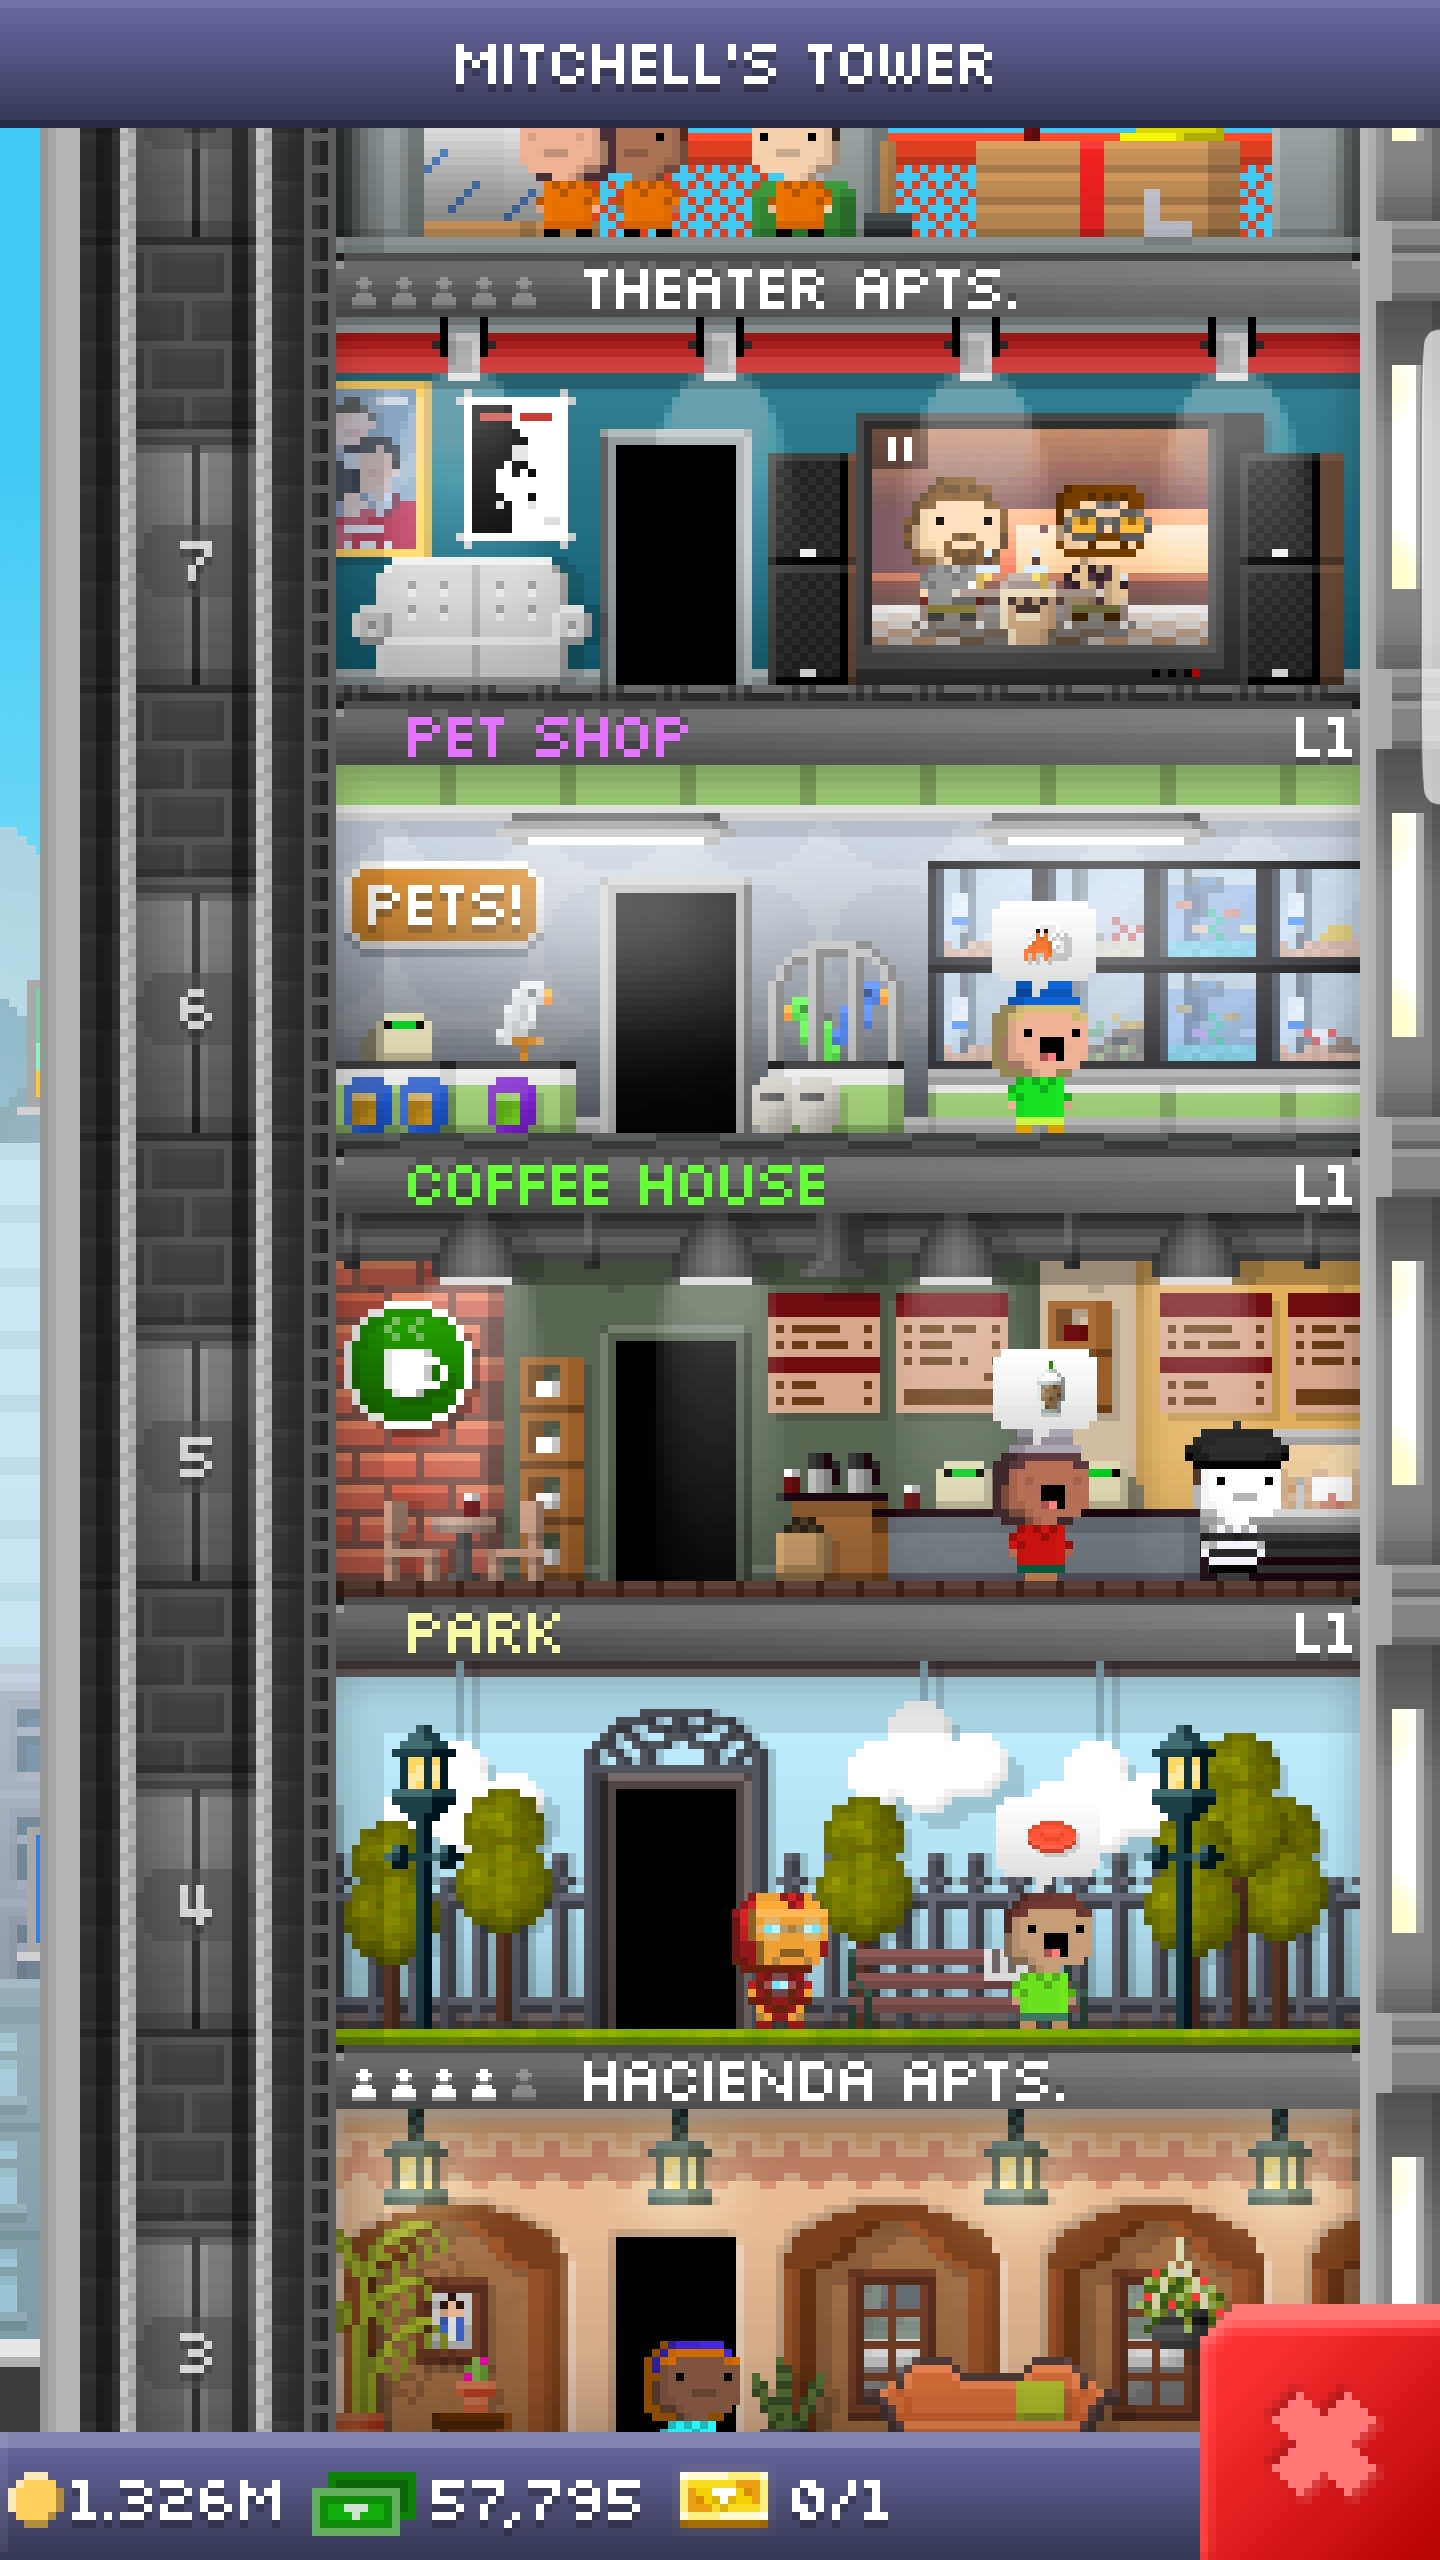 MITCHELL'S TOWER
THEATER APTS.
7
PET SHOP L1
PETS!
6
COFFEE HOUSE L1
5
PARK L1
4
HACIENDA APTS.
3
1.326M 57,795 0/1